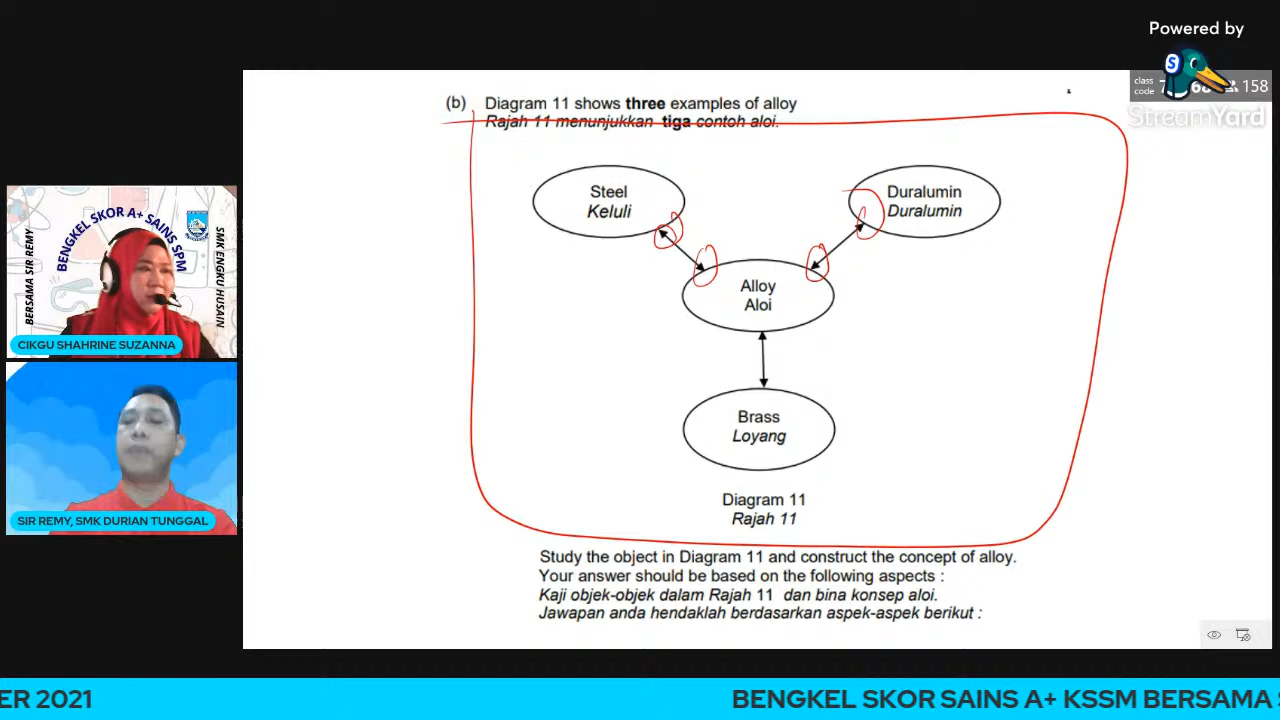 Powered by
class
code
158
StreamYard
(b) Diagram 11 shows three examples of alloy
Rajah 11 menunjukkan tiga contoh aloi.
Steel
Keluli
Duralumin
Duralumin
Alloy
Aloi
Brass
Loyang
Diagram 11
Rajah 11
Study the object in Diagram 11 and construct the concept of alloy.
Your answer should be based on the following aspects :
Kaji objek-objek dalam Rajah 11 dan bina konsep aloi.
Jawapan anda hendaklah berdasarkan aspek-aspek berikut :
BENGKEL SKOR A+ SAINS SPM
BERSAMA SIR REMY
SMK ENGKU HUSAIN
CIKGU SHAHRINE SUZANNA
SIR REMY, SMK DURIAN TUNGGAL
ER 2021
BENGKEL SKOR SAINS A+ KSSM BERSAMA